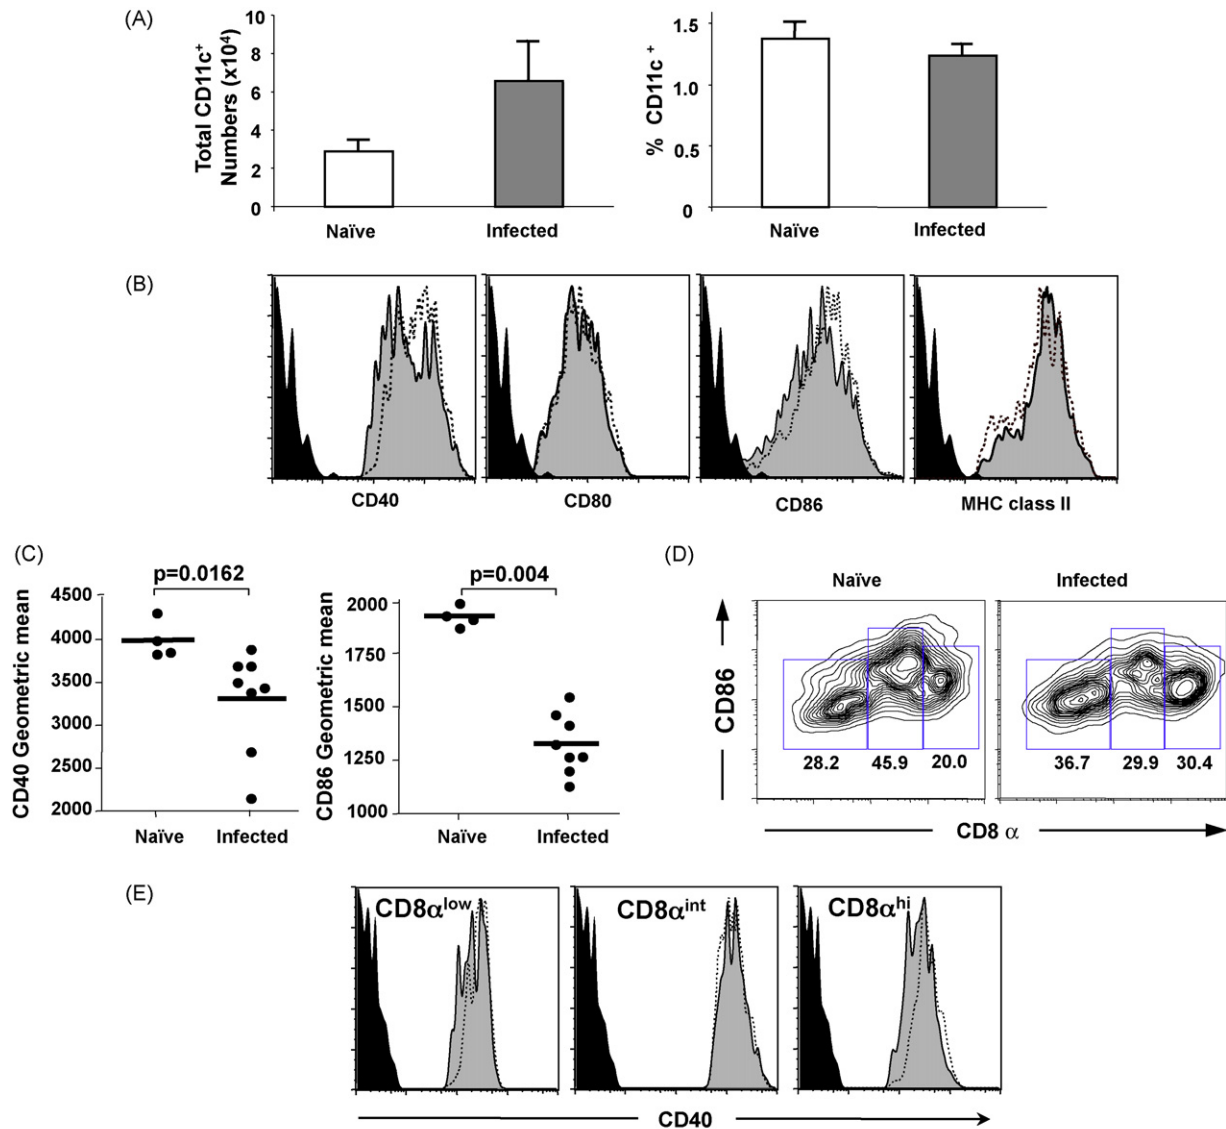 (A)
Total CD11c⁺
Numbers (x10⁴)
10
8
6
4
2
0
Naïve
Infected
% CD11c ⁺
1.5
1.0
0.5
0
Naïve
Infected
(B)
CD40
CD80
CD86
MHC class II
(C)
p=0.0162
CD40 Geometric mean
4500
4000
3500
3000
2500
2000
Naïve
Infected
p=0.004
CD86 Geometric mean
2000
1750
1500
1250
1000
Naïve
Infected
(D)
Naïve
Infected
CD86
28.2 45.9 20.0
36.7 29.9 30.4
CD8 α
(E)
CD8α^low
CD8α^int
CD8α^hi
CD40